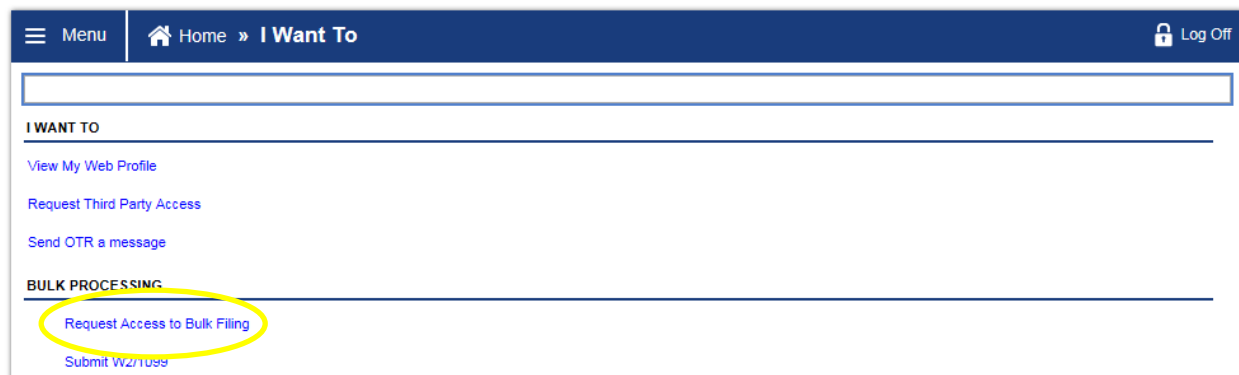 Menu Home » I Want To Log Off
I WANT TO
View My Web Profile
Request Third Party Access
Send OTR a message
BULK PROCESSING
Request Access to Bulk Filing
Submit W2/1099